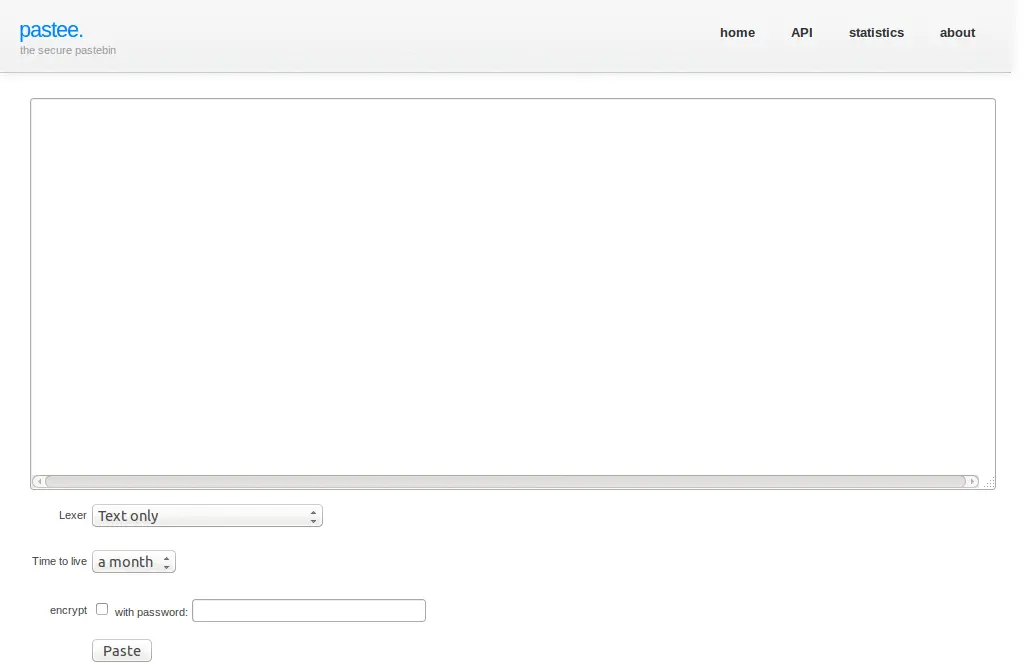 pastee.
the secure pastebin
home API statistics about
Lexer Text only
Time to live a month
encrypt with password:
Paste